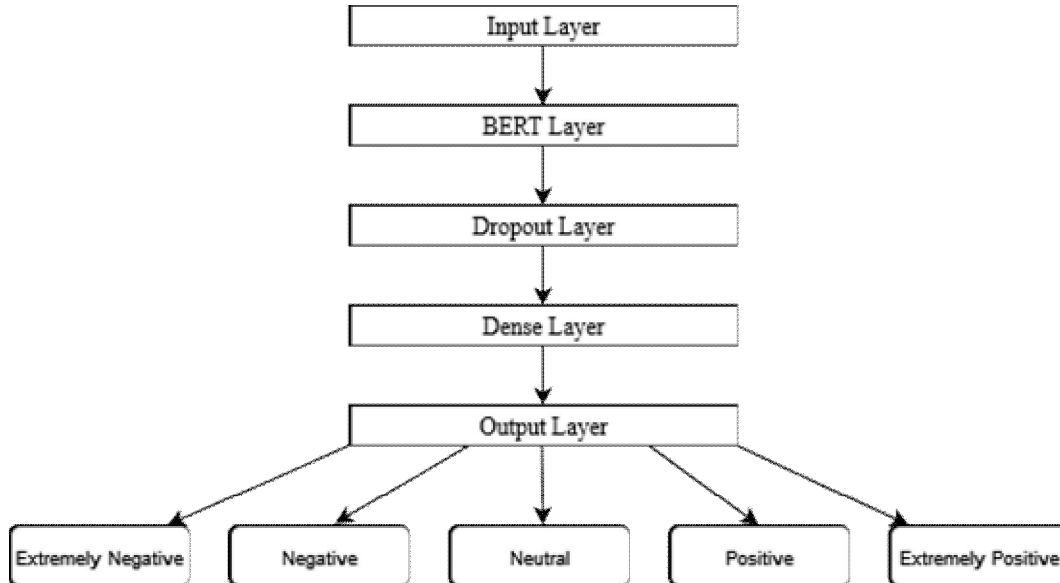 Input Layer
BERT Layer
Dropout Layer
Dense Layer
Output Layer
Extremely Negative
Negative
Neutral
Positive
Extremely Positive